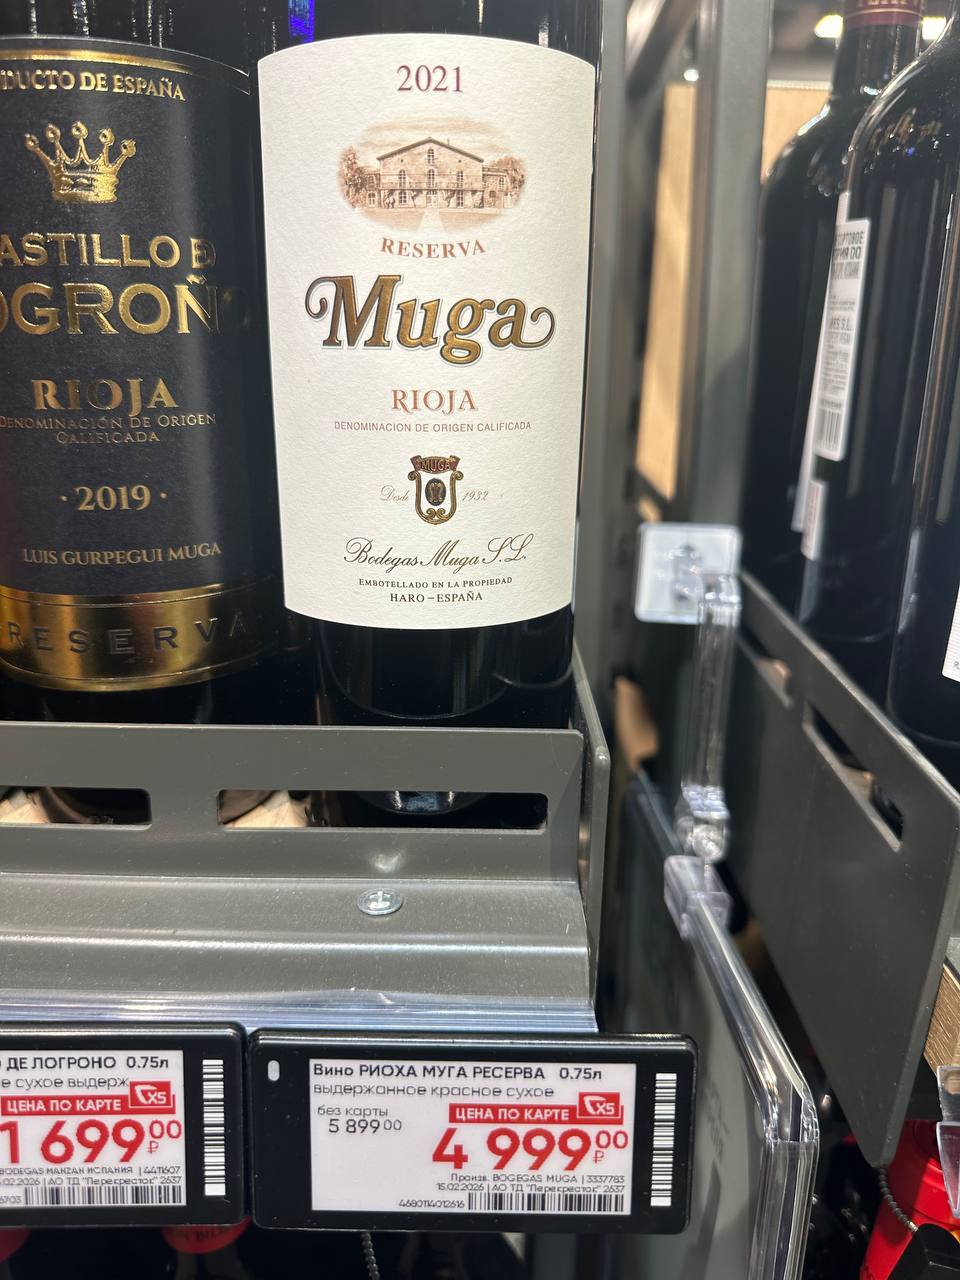 DUCTO DE ESPAÑA
ASTILLO D
OGROÑ
RIOJA
DENOMINACIÓN DE ORIGEN
CALIFICADA
· 2019 ·
LUIS GURPEGUI MUGA
RESERVA
2021
RESERVA
Muga
RIOJA
DENOMINACION DE ORIGEN CALIFICADA
MUGA
Desde 1932
Bodegas Muga S.L.
EMBOTELLADO EN LA PROPIEDAD
HARO - ESPAÑA
ДЕ ЛОГРОНО 0.75л
е сухое выдерж
ЦЕНА ПО КАРТЕ X5
1 699 00 ₽
BODEGAS MANZAN ИСПАНИЯ | 4411607
.02.2026 | АО ТД "Перекресток" 2637
6703
Вино РИОХА МУГА РЕСЕРВА 0.75л
выдержанное красное сухое
без карты
5 899 00
ЦЕНА ПО КАРТЕ X5
4 999 00 ₽
Произв. BOGEGAS MUGA | 3337783
15.02.2026 | АО ТД "Перекресток" 2637
4680114012616